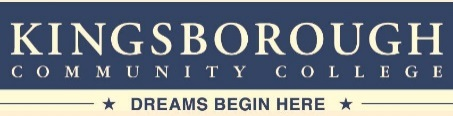 KINGSBOROUGH
COMMUNITY COLLEGE
★ DREAMS BEGIN HERE ★